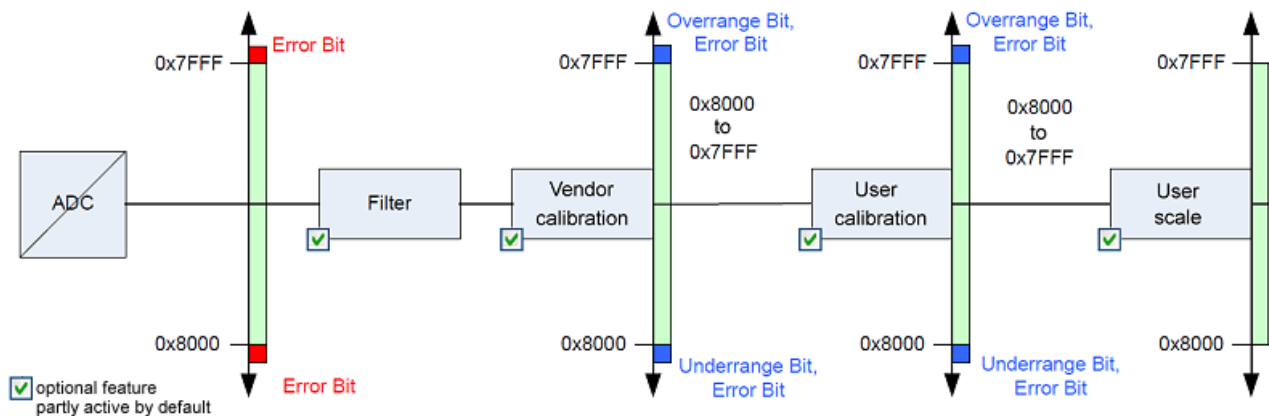 Error Bit
0x7FFF
ADC
0x8000
Error Bit
Filter
Vendor
calibration
Overrange Bit,
Error Bit
0x7FFF
0x8000
to
0x7FFF
0x8000
Underrange Bit,
Error Bit
User
calibration
Overrange Bit,
Error Bit
0x7FFF
0x8000
to
0x7FFF
0x8000
Underrange Bit,
Error Bit
User
scale
0x7FFF
0x8000
optional feature
partly active by default